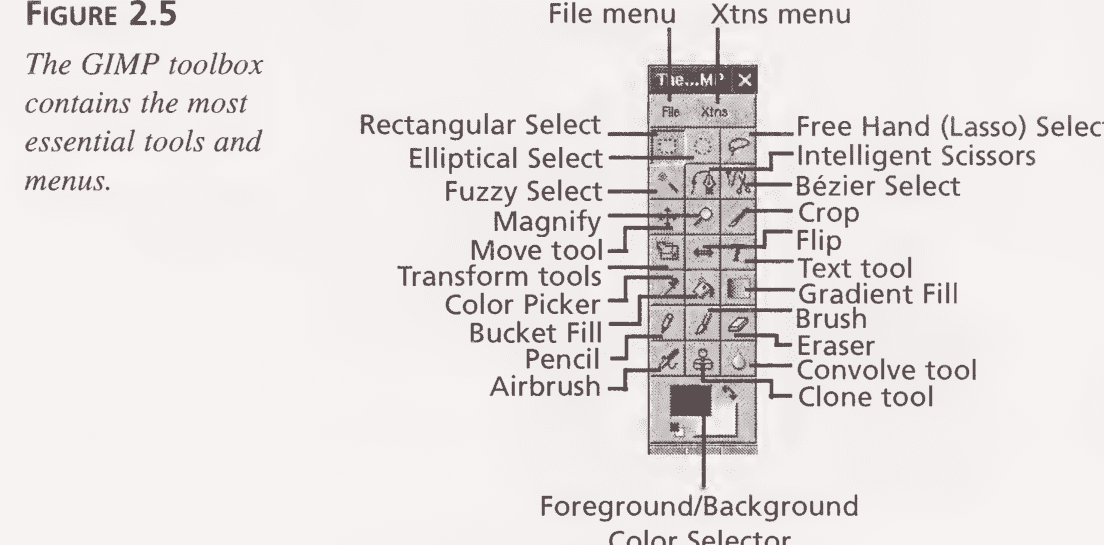 FIGURE 2.5
The GIMP toolbox
contains the most
essential tools and
menus.
File menu Xtns menu
The...MP X
File Xtns
Rectangular Select
Elliptical Select
Fuzzy Select
Magnify
Move tool
Transform tools
Color Picker
Bucket Fill
Pencil
Airbrush
Free Hand (Lasso) Select
Intelligent Scissors
Bézier Select
Crop
Flip
Text tool
Gradient Fill
Brush
Eraser
Convolve tool
Clone tool
Foreground/Background
Color Selector